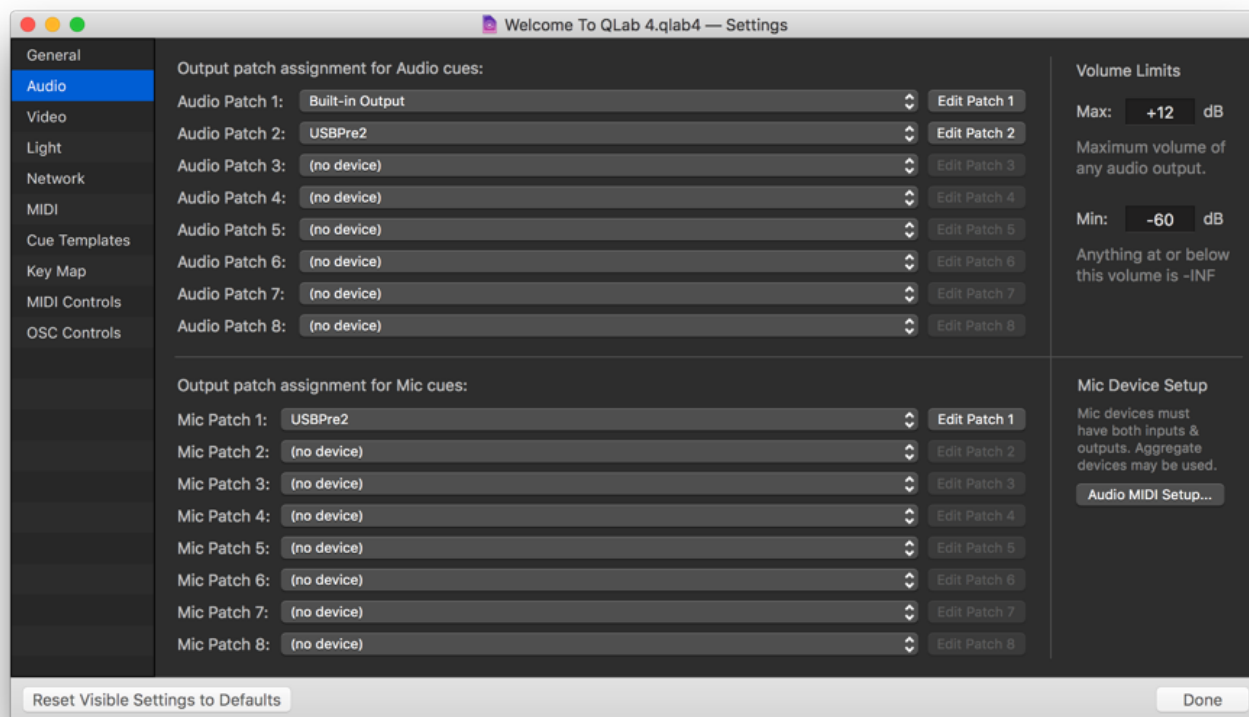 Welcome To QLab 4.qlab4 — Settings
General
Audio
Video
Light
Network
MIDI
Cue Templates
Key Map
MIDI Controls
OSC Controls
Output patch assignment for Audio cues:
Audio Patch 1: Built-in Output Edit Patch 1
Audio Patch 2: USBPre2 Edit Patch 2
Audio Patch 3: (no device) Edit Patch 3
Audio Patch 4: (no device) Edit Patch 4
Audio Patch 5: (no device) Edit Patch 5
Audio Patch 6: (no device) Edit Patch 6
Audio Patch 7: (no device) Edit Patch 7
Audio Patch 8: (no device) Edit Patch 8
Volume Limits
Max: +12 dB
Maximum volume of
any audio output.
Min: -60 dB
Anything at or below
this volume is -INF
Output patch assignment for Mic cues:
Mic Patch 1: USBPre2 Edit Patch 1
Mic Patch 2: (no device) Edit Patch 2
Mic Patch 3: (no device) Edit Patch 3
Mic Patch 4: (no device) Edit Patch 4
Mic Patch 5: (no device) Edit Patch 5
Mic Patch 6: (no device) Edit Patch 6
Mic Patch 7: (no device) Edit Patch 7
Mic Patch 8: (no device) Edit Patch 8
Mic Device Setup
Mic devices must
have both inputs &
outputs. Aggregate
devices may be used.
Audio MIDI Setup...
Reset Visible Settings to Defaults
Done